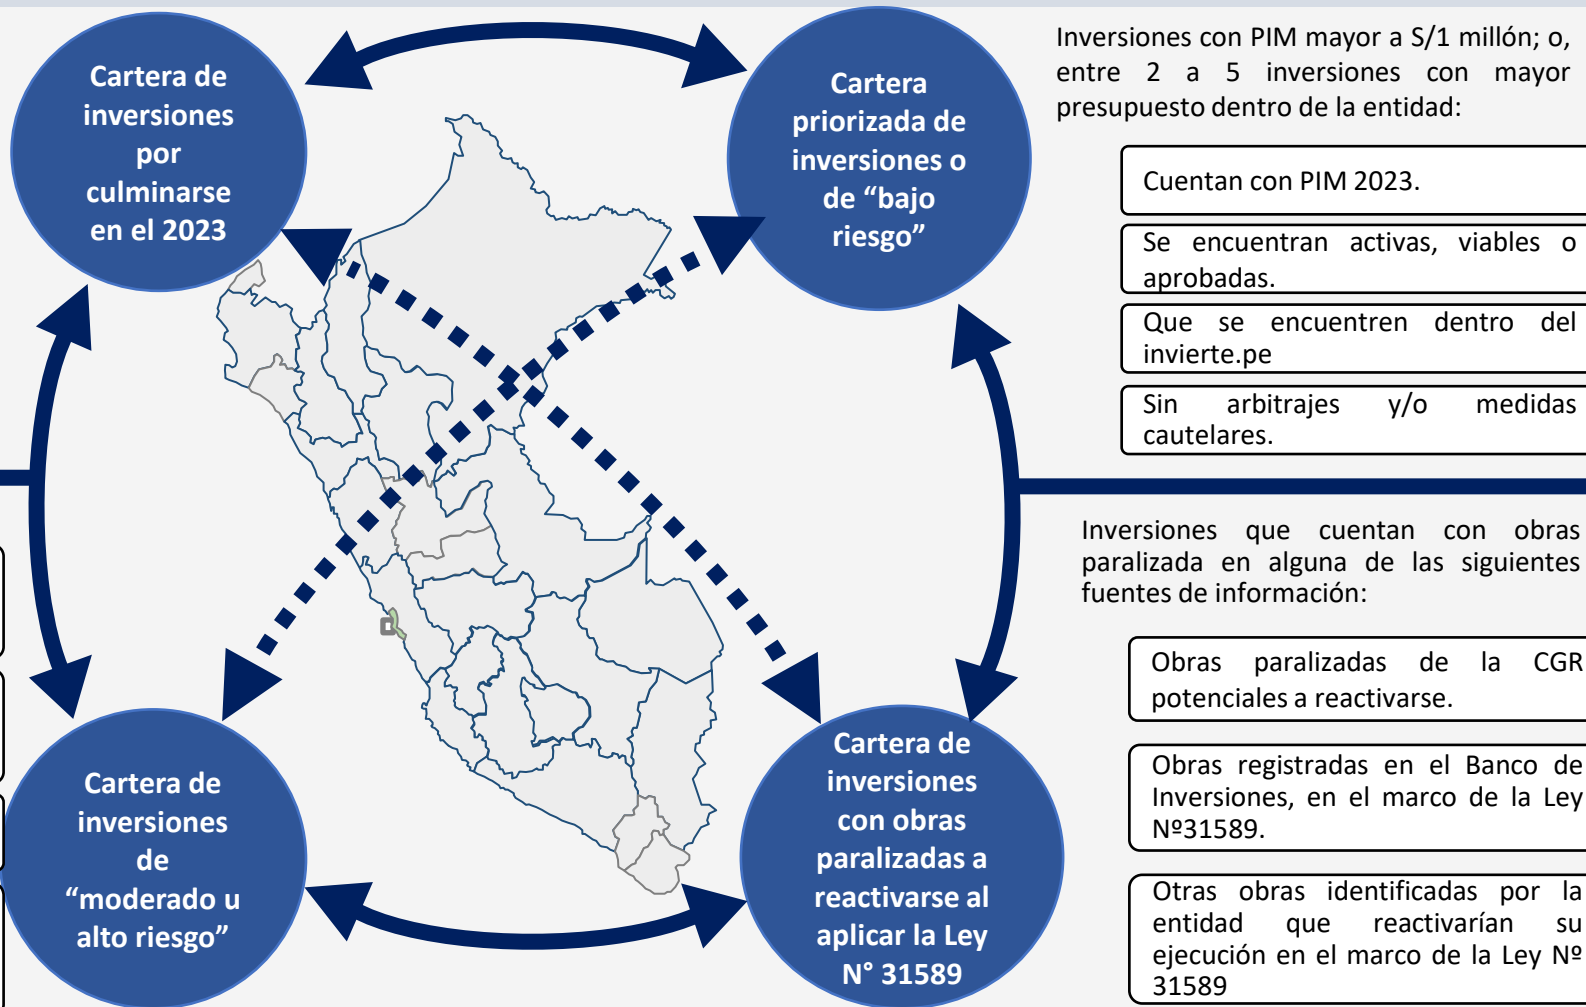 Cartera de
inversiones
por
culminarse
en el 2023
Cartera
priorizada de
inversiones o
de “bajo
riesgo”
Inversiones con PIM mayor a S/1 millón; o,
entre 2 a 5 inversiones con mayor
presupuesto dentro de la entidad:
Cuentan con PIM 2023.
Se encuentran activas, viables o
aprobadas.
Que se encuentren dentro del
invierte.pe
Sin arbitrajes y/o medidas
cautelares.
Cartera de
inversiones
de
“moderado u
alto riesgo”
Cartera de
inversiones
con obras
paralizadas a
reactivarse al
aplicar la Ley
N° 31589
Inversiones que cuentan con obras
paralizada en alguna de las siguientes
fuentes de información:
Obras paralizadas de la CGR
potenciales a reactivarse.
Obras registradas en el Banco de
Inversiones, en el marco de la Ley
Nº31589.
Otras obras identificadas por la
entidad que reactivarían su
ejecución en el marco de la Ley Nº
31589